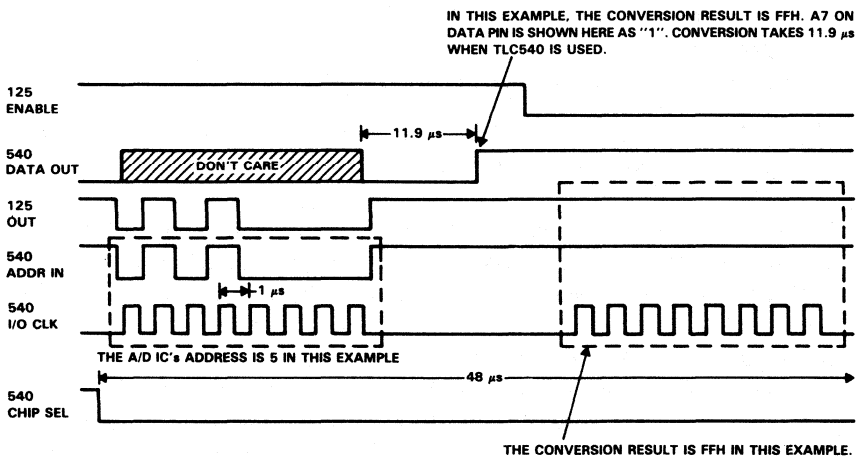 IN THIS EXAMPLE, THE CONVERSION RESULT IS FFH. A7 ON
DATA PIN IS SHOWN HERE AS "1". CONVERSION TAKES 11.9 µs
WHEN TLC540 IS USED.
125
ENABLE
11.9 µs
540
DATA OUT
DON'T CARE
125
OUT
540
ADDR IN
1 µs
540
I/O CLK
THE A/D IC's ADDRESS IS 5 IN THIS EXAMPLE
48 µs
540
CHIP SEL
THE CONVERSION RESULT IS FFH IN THIS EXAMPLE.